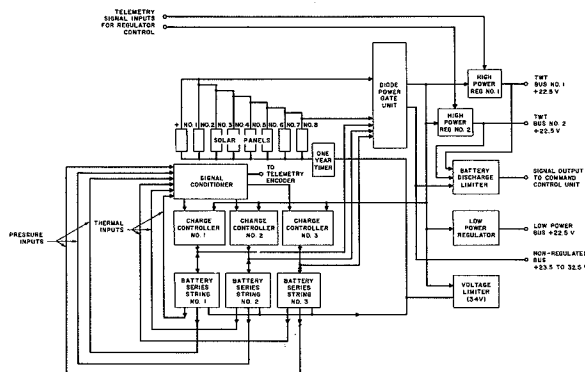 TELEMETRY
SIGNAL INPUTS
FOR REGULATOR
CONTROL
HIGH
POWER
REG NO. 1
TWT
BUS NO. 1
+22.5 V
DIODE
POWER
GATE
UNIT
HIGH
POWER
REG NO. 2
TWT
BUS NO. 2
+22.5 V
+ NO. 1 NO. 2 NO. 3 NO. 4 NO. 5 NO. 6 NO. 7 NO. 8
SOLAR PANELS
ONE
YEAR
TIMER
TO
TELEMETRY
ENCODER
SIGNAL
CONDITIONER
BATTERY
DISCHARGE
LIMITER
SIGNAL OUTPUT
TO COMMAND
CONTROL UNIT
PRESSURE
INPUTS
THERMAL
INPUTS
CHARGE
CONTROLLER
NO. 1
CHARGE
CONTROLLER
NO. 2
CHARGE
CONTROLLER
NO. 3
LOW
POWER
REGULATOR
LOW POWER
BUS +22.5 V
NON-REGULATED
BUS
+23.5 TO 32.5 V
BATTERY
SERIES
STRING
NO. 1
BATTERY
SERIES
STRING
NO. 2
BATTERY
SERIES
STRING
NO. 3
VOLTAGE
LIMITER
(34V)